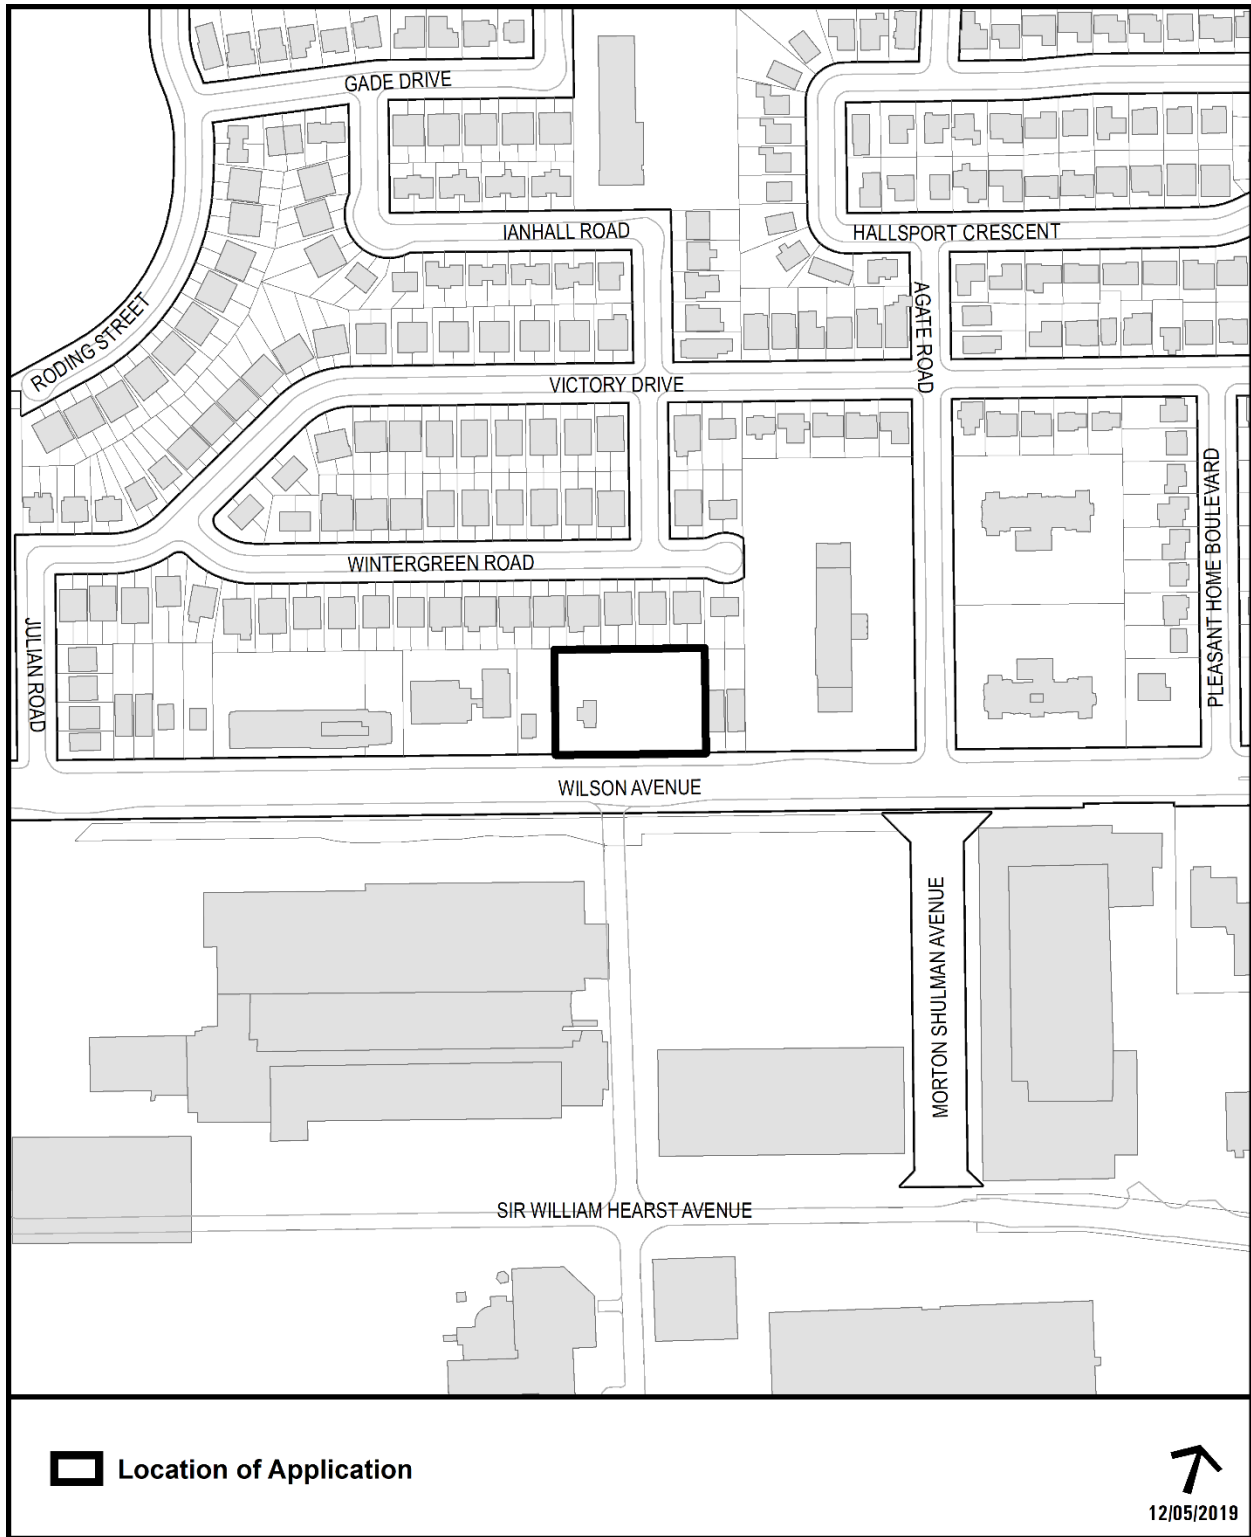 GADE DRIVE
IANHALL ROAD
HALLSPORT CRESCENT
RODING STREET
AGATE ROAD
VICTORY DRIVE
PLEASANT HOME BOULEVARD
WINTERGREEN ROAD
JULIAN ROAD
WILSON AVENUE
MORTON SHULMAN AVENUE
SIR WILLIAM HEARST AVENUE
Location of Application
12/05/2019